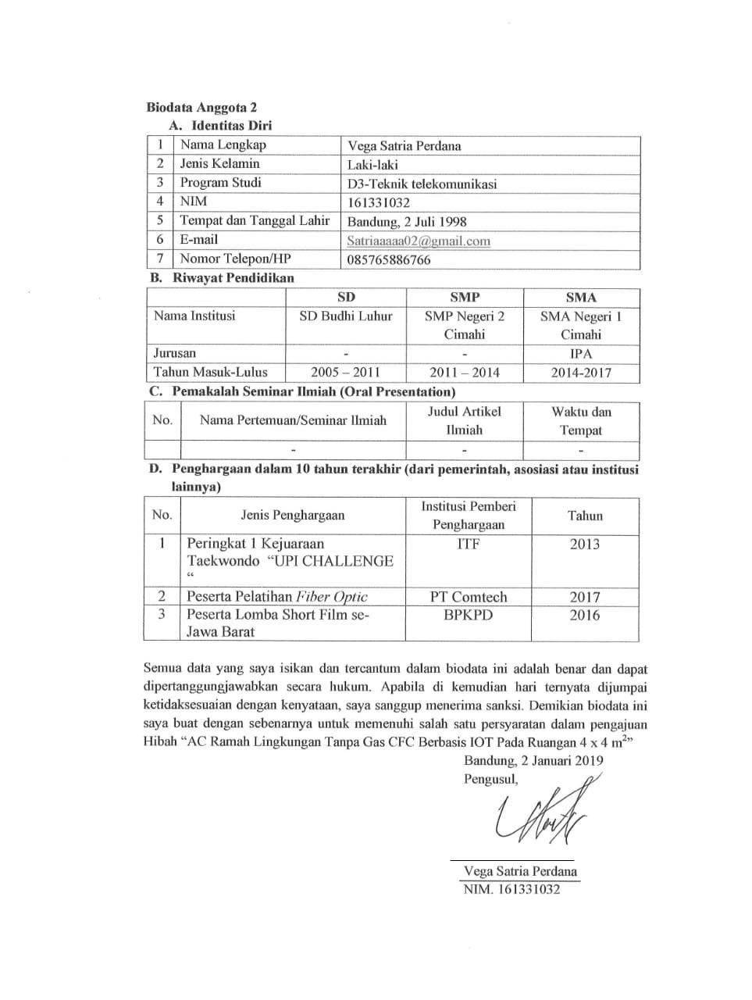 Biodata Anggota 2
A. Identitas Diri
1 Nama Lengkap Vega Satria Perdana
2 Jenis Kelamin Laki-laki
3 Program Studi D3-Teknik telekomunikasi
4 NIM 161331032
5 Tempat dan Tanggal Lahir Bandung, 2 Juli 1998
6 E-mail Satriaaaaa02@gmail.com
7 Nomor Telepon/HP 085765886766
B. Riwayat Pendidikan
SD SMP SMA
Nama Institusi SD Budhi Luhur SMP Negeri 2 SMA Negeri 1
Cimahi Cimahi
Jurusan - - IPA
Tahun Masuk-Lulus 2005 – 2011 2011 – 2014 2014-2017
C. Pemakalah Seminar Ilmiah (Oral Presentation)
No. Nama Pertemuan/Seminar Ilmiah Judul Artikel Ilmiah Waktu dan Tempat
- - -
D. Penghargaan dalam 10 tahun terakhir (dari pemerintah, asosiasi atau institusi
lainnya)
No. Jenis Penghargaan Institusi Pemberi Penghargaan Tahun
1 Peringkat 1 Kejuaraan ITF 2013
Taekwondo “UPI CHALLENGE
“
2 Peserta Pelatihan Fiber Optic PT Comtech 2017
3 Peserta Lomba Short Film se- BPKPD 2016
Jawa Barat
Semua data yang saya isikan dan tercantum dalam biodata ini adalah benar dan dapat
dipertanggungjawabkan secara hukum. Apabila di kemudian hari ternyata dijumpai
ketidaksesuaian dengan kenyataan, saya sanggup menerima sanksi. Demikian biodata ini
saya buat dengan sebenarnya untuk memenuhi salah satu persyaratan dalam pengajuan
Hibah “AC Ramah Lingkungan Tanpa Gas CFC Berbasis IOT Pada Ruangan 4 x 4 m²”
Bandung, 2 Januari 2019
Pengusul,
Vega Satria Perdana
NIM. 161331032